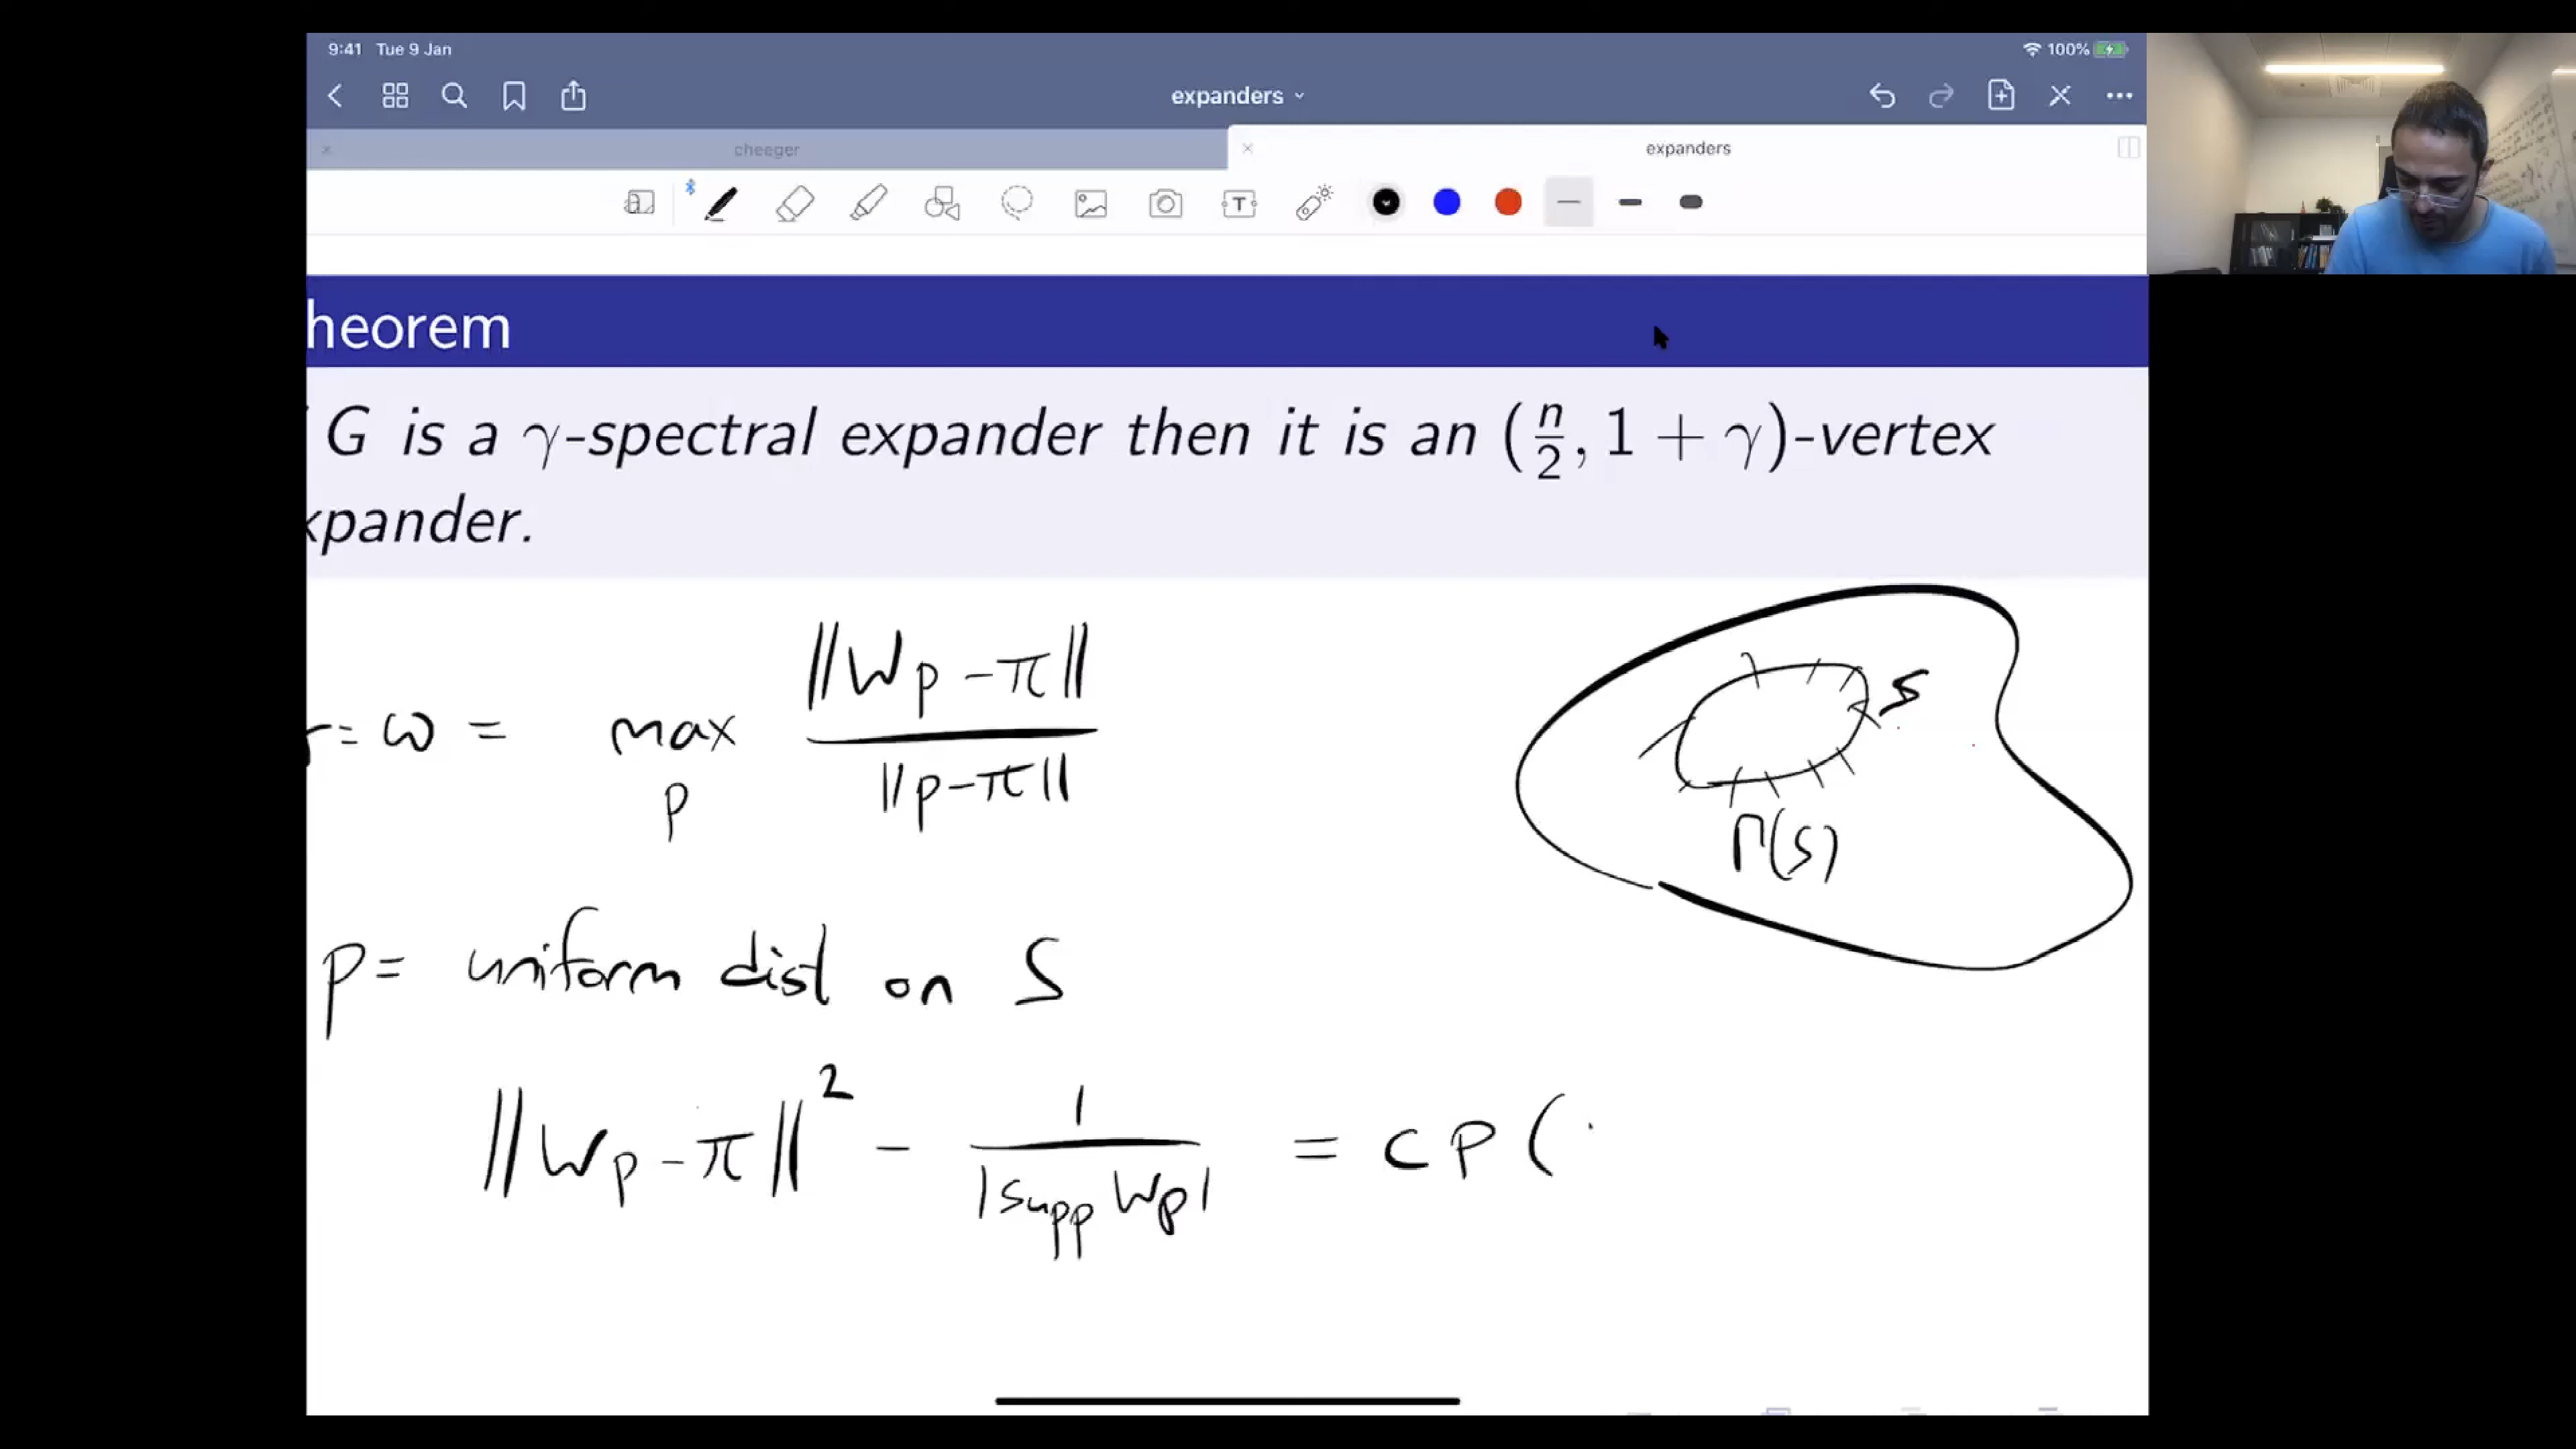 9:41 Tue 9 Jan
100%
expanders
cheeger
expanders
heorem
G is a γ-spectral expander then it is an (n/2, 1 + γ)-vertex
xpander.
= ω = max_p ‖Wp - π‖ / ‖p - π‖
S
Γ(S)
p = uniform dist on S
‖Wp - π‖² - 1/|supp Wp| = CP (